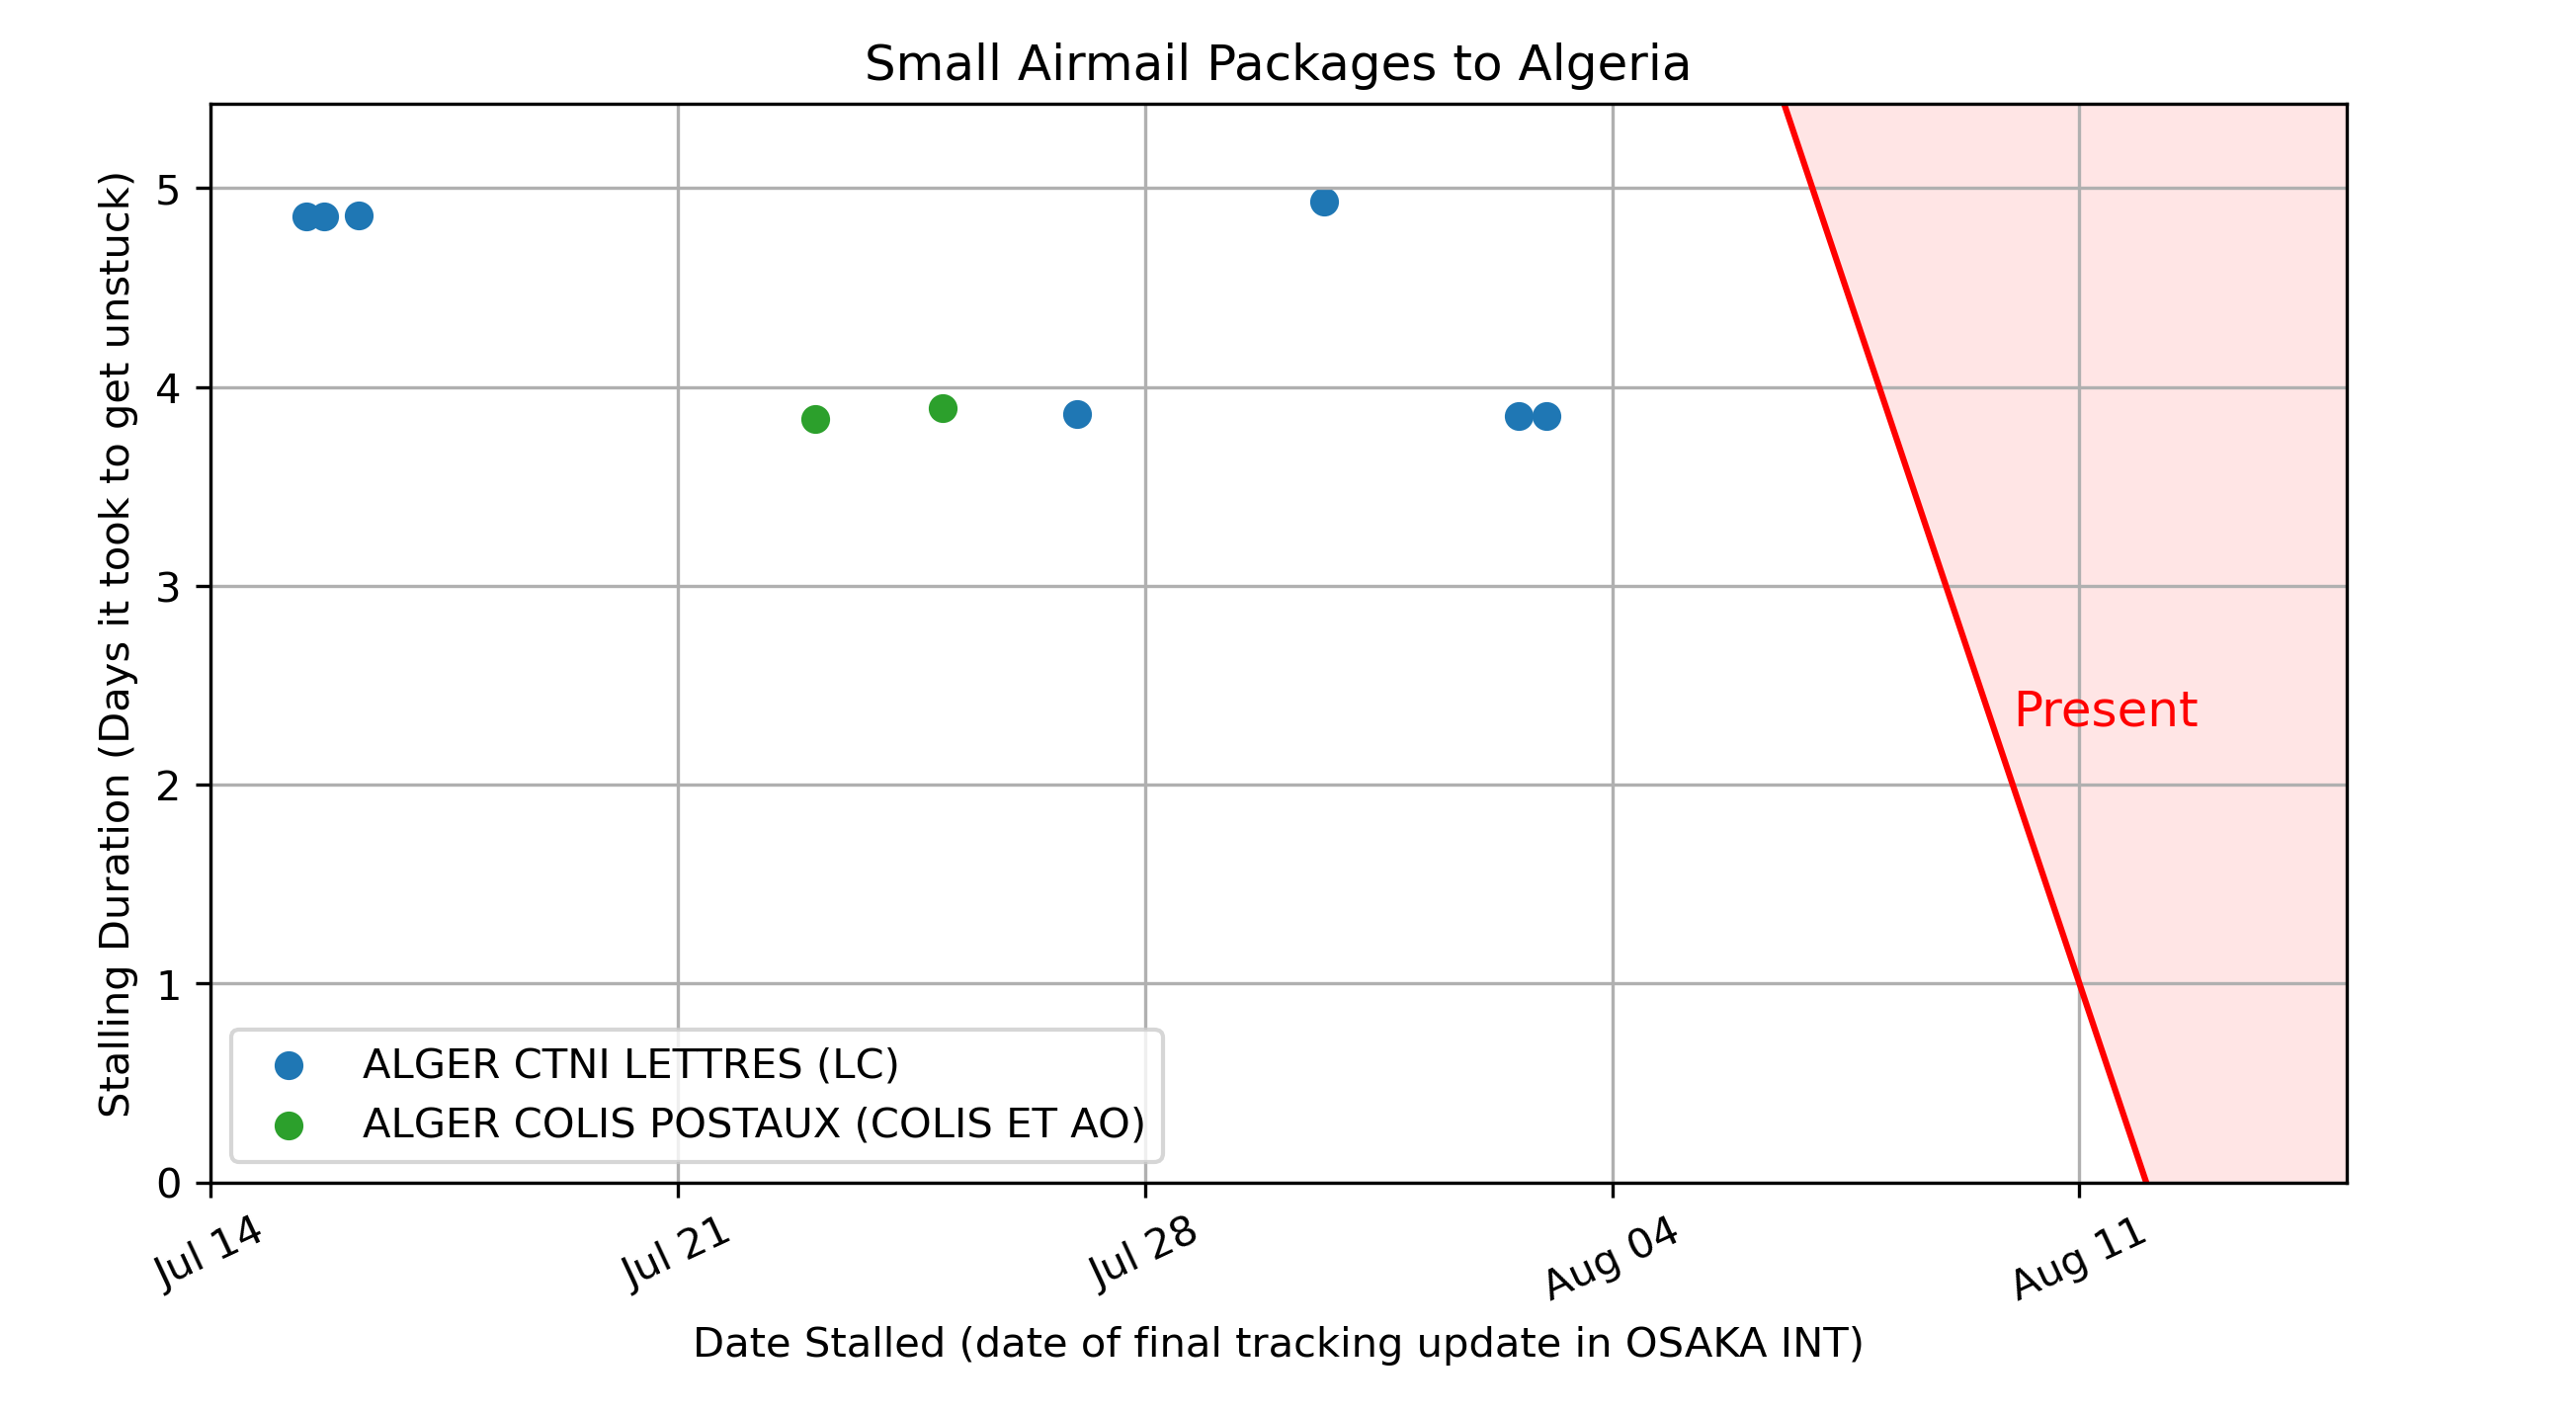 Small Airmail Packages to Algeria
Stalling Duration (Days it took to get unstuck)
5
4
3
2
1
0
Present
ALGER CTNI LETTRES (LC)
ALGER COLIS POSTAUX (COLIS ET AO)
Jul 14
Jul 21
Jul 28
Aug 04
Aug 11
Date Stalled (date of final tracking update in OSAKA INT)